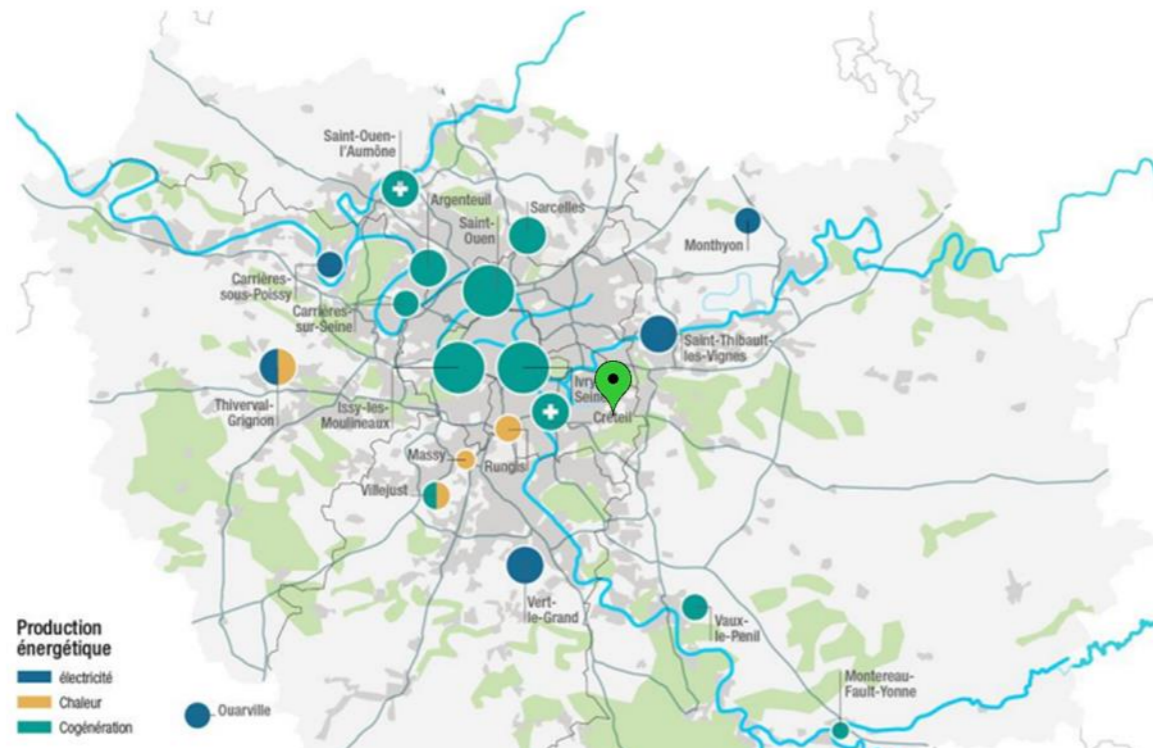 Saint-Ouen-
l'Aumône
Argenteuil
Saint-
Ouen
Sarcelles
Monthyon
Carrières-
sous-Poissy
Carrières-
sur-Seine
Saint-Thibault-
les-Vignes
Thiverval-
Grignon
Issy-les-
Moulineaux
Ivry
Seine
Créteil
Massy
Rungis
Villejust
Vert-
le-Grand
Vaux-
le-Penil
Montereau-
Fault-Yonne
Ouarville
Production
énergétique
électricité
Chaleur
Cogénération